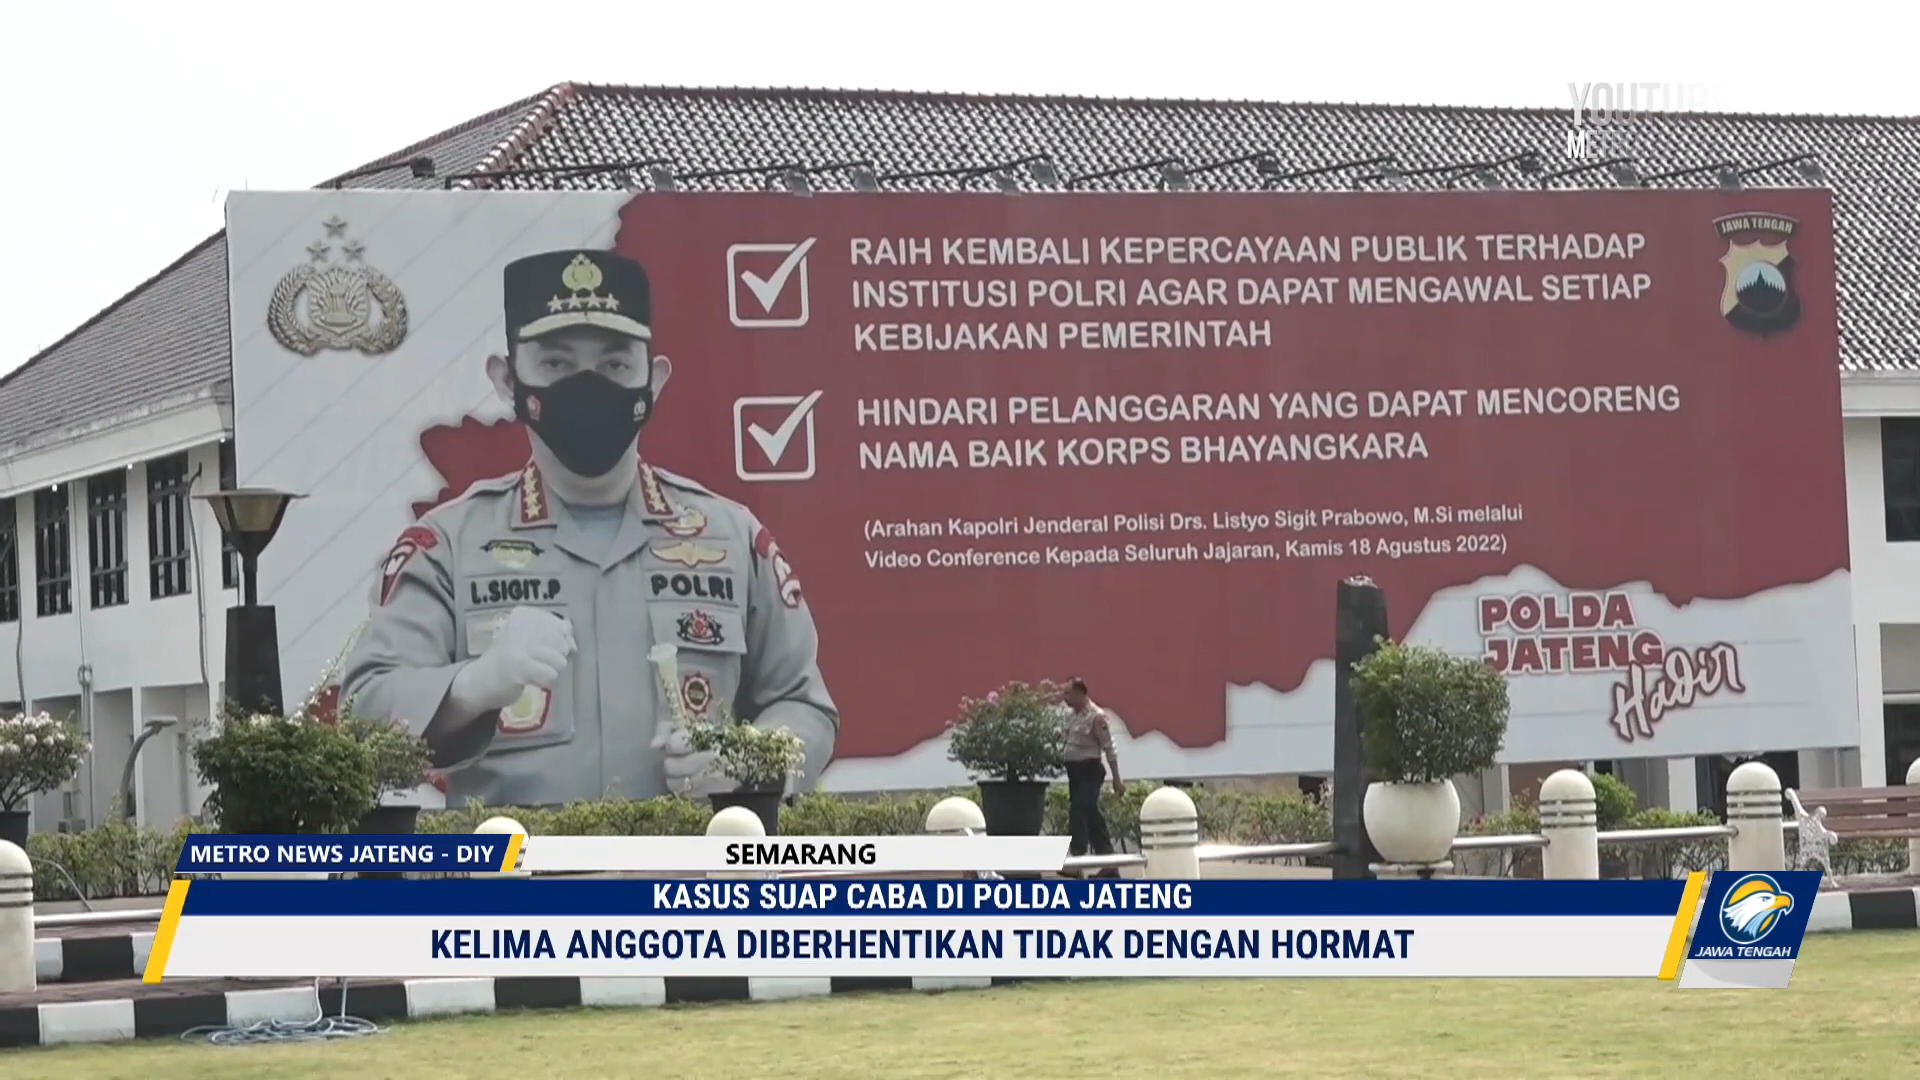 YOUTUBE
JAWA TENGAH
RAIH KEMBALI KEPERCAYAAN PUBLIK TERHADAP
INSTITUSI POLRI AGAR DAPAT MENGAWAL SETIAP
KEBIJAKAN PEMERINTAH
HINDARI PELANGGARAN YANG DAPAT MENCORENG
NAMA BAIK KORPS BHAYANGKARA
(Arahan Kapolri Jenderal Polisi Drs. Listyo Sigit Prabowo, M.Si melalui
Video Conference Kepada Seluruh Jajaran, Kamis 18 Agustus 2022)
L.SIGIT.P
POLRI
POLDA
JATENG
Hadir
METRO NEWS JATENG - DIY
SEMARANG
KASUS SUAP CABA DI POLDA JATENG
KELIMA ANGGOTA DIBERHENTIKAN TIDAK DENGAN HORMAT
JAWA TENGAH